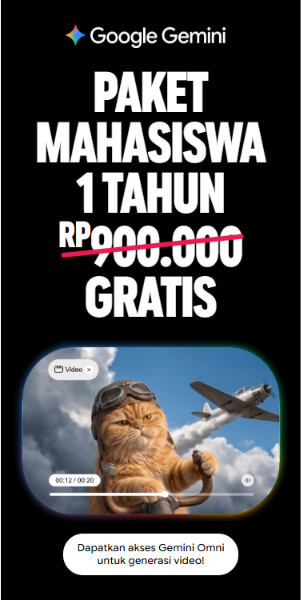 Google Gemini
PAKET
MAHASISWA
1 TAHUN
RP900.000
GRATIS
Video ×
00:12 / 00:20
Dapatkan akses Gemini Omni
untuk generasi video!